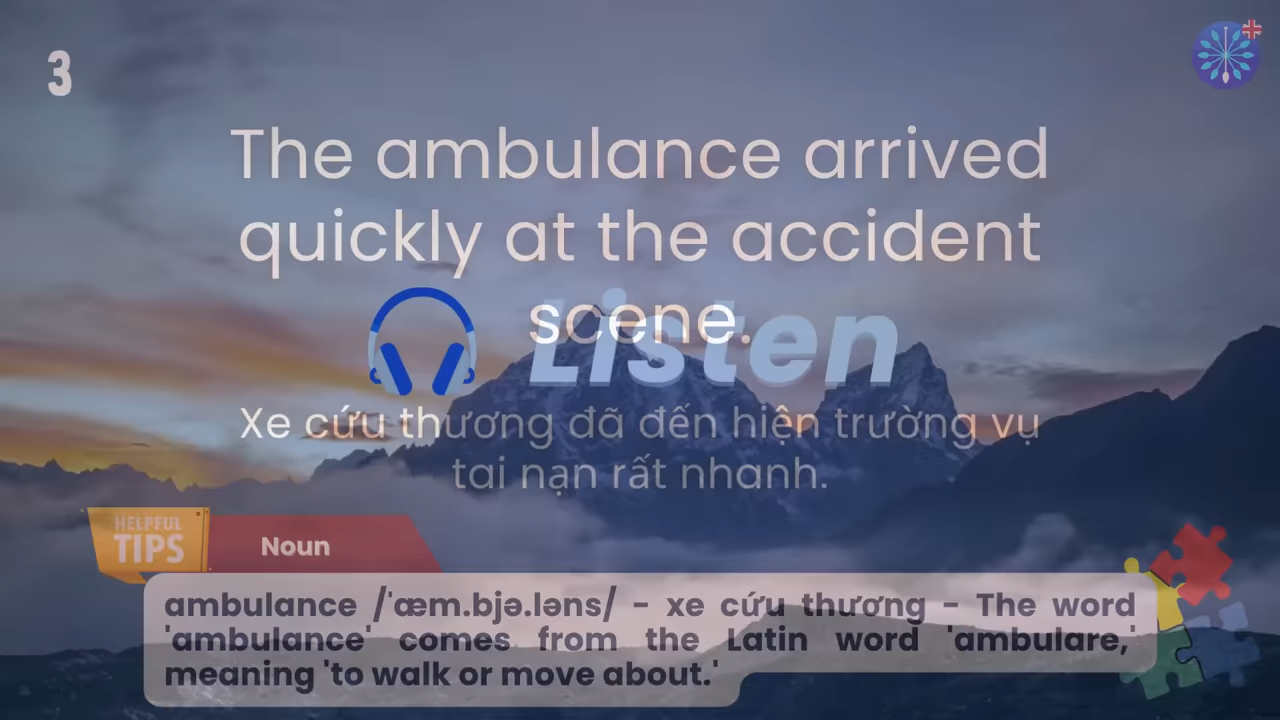 3
The ambulance arrived
quickly at the accident
scene.
Listen
Xe cứu thương đã đến hiện trường vụ
tai nạn rất nhanh.
HELPFUL
TIPS
Noun
ambulance /ˈæm.bjə.ləns/ - xe cứu thương - The word
'ambulance' comes from the Latin word 'ambulare,'
meaning 'to walk or move about.'